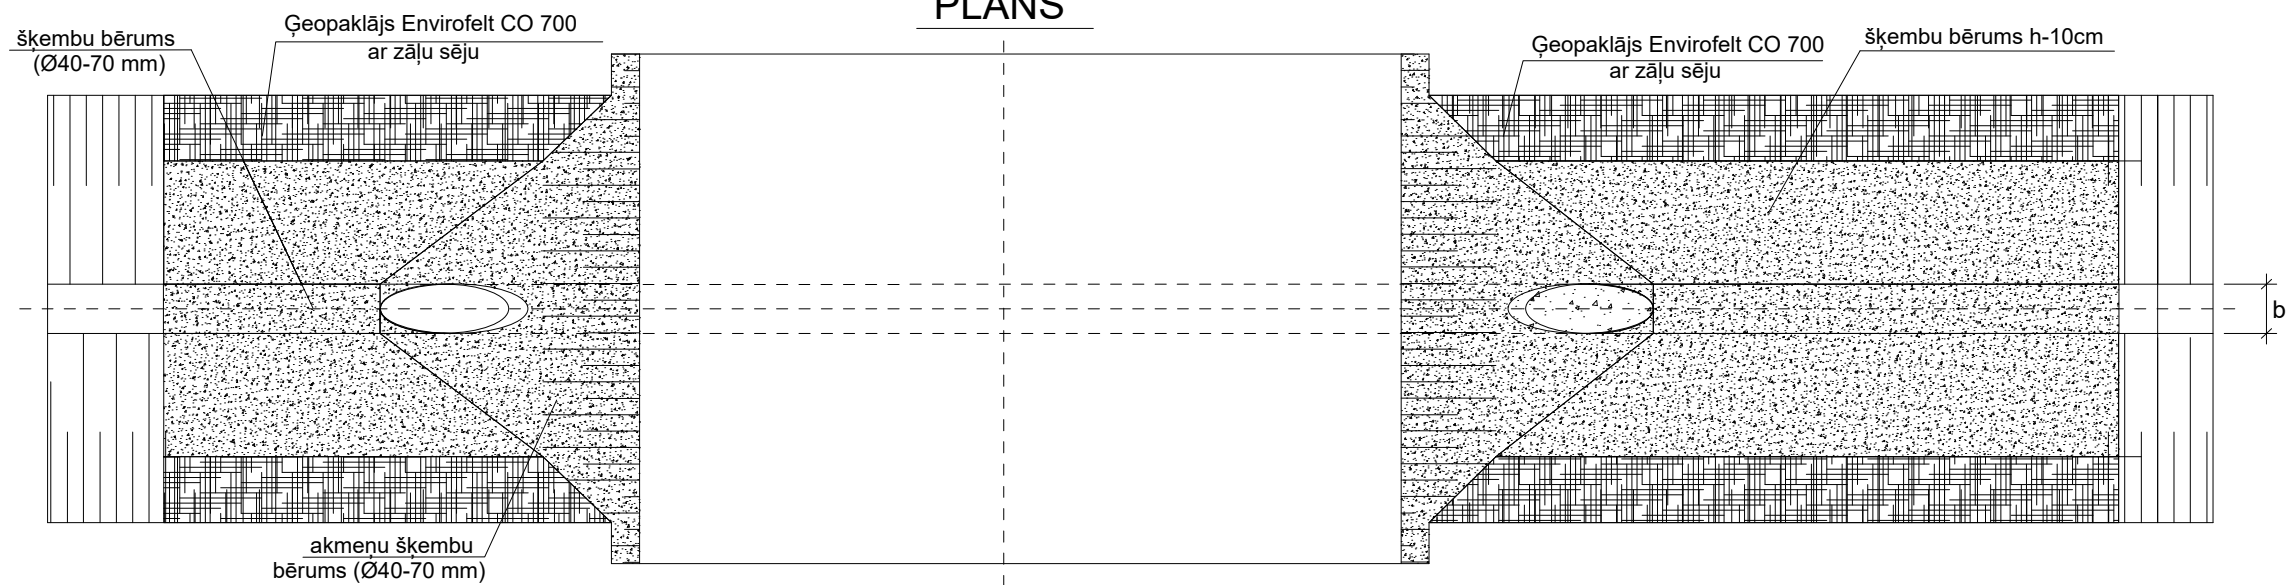 PLĀNS
šķembu bērums
(Ø40-70 mm)
Ģeopaklājs Envirofelt CO 700
ar zāļu sēju
Ģeopaklājs Envirofelt CO 700
ar zāļu sēju
šķembu bērums h-10cm
b
akmeņu šķembu
bērums (Ø40-70 mm)